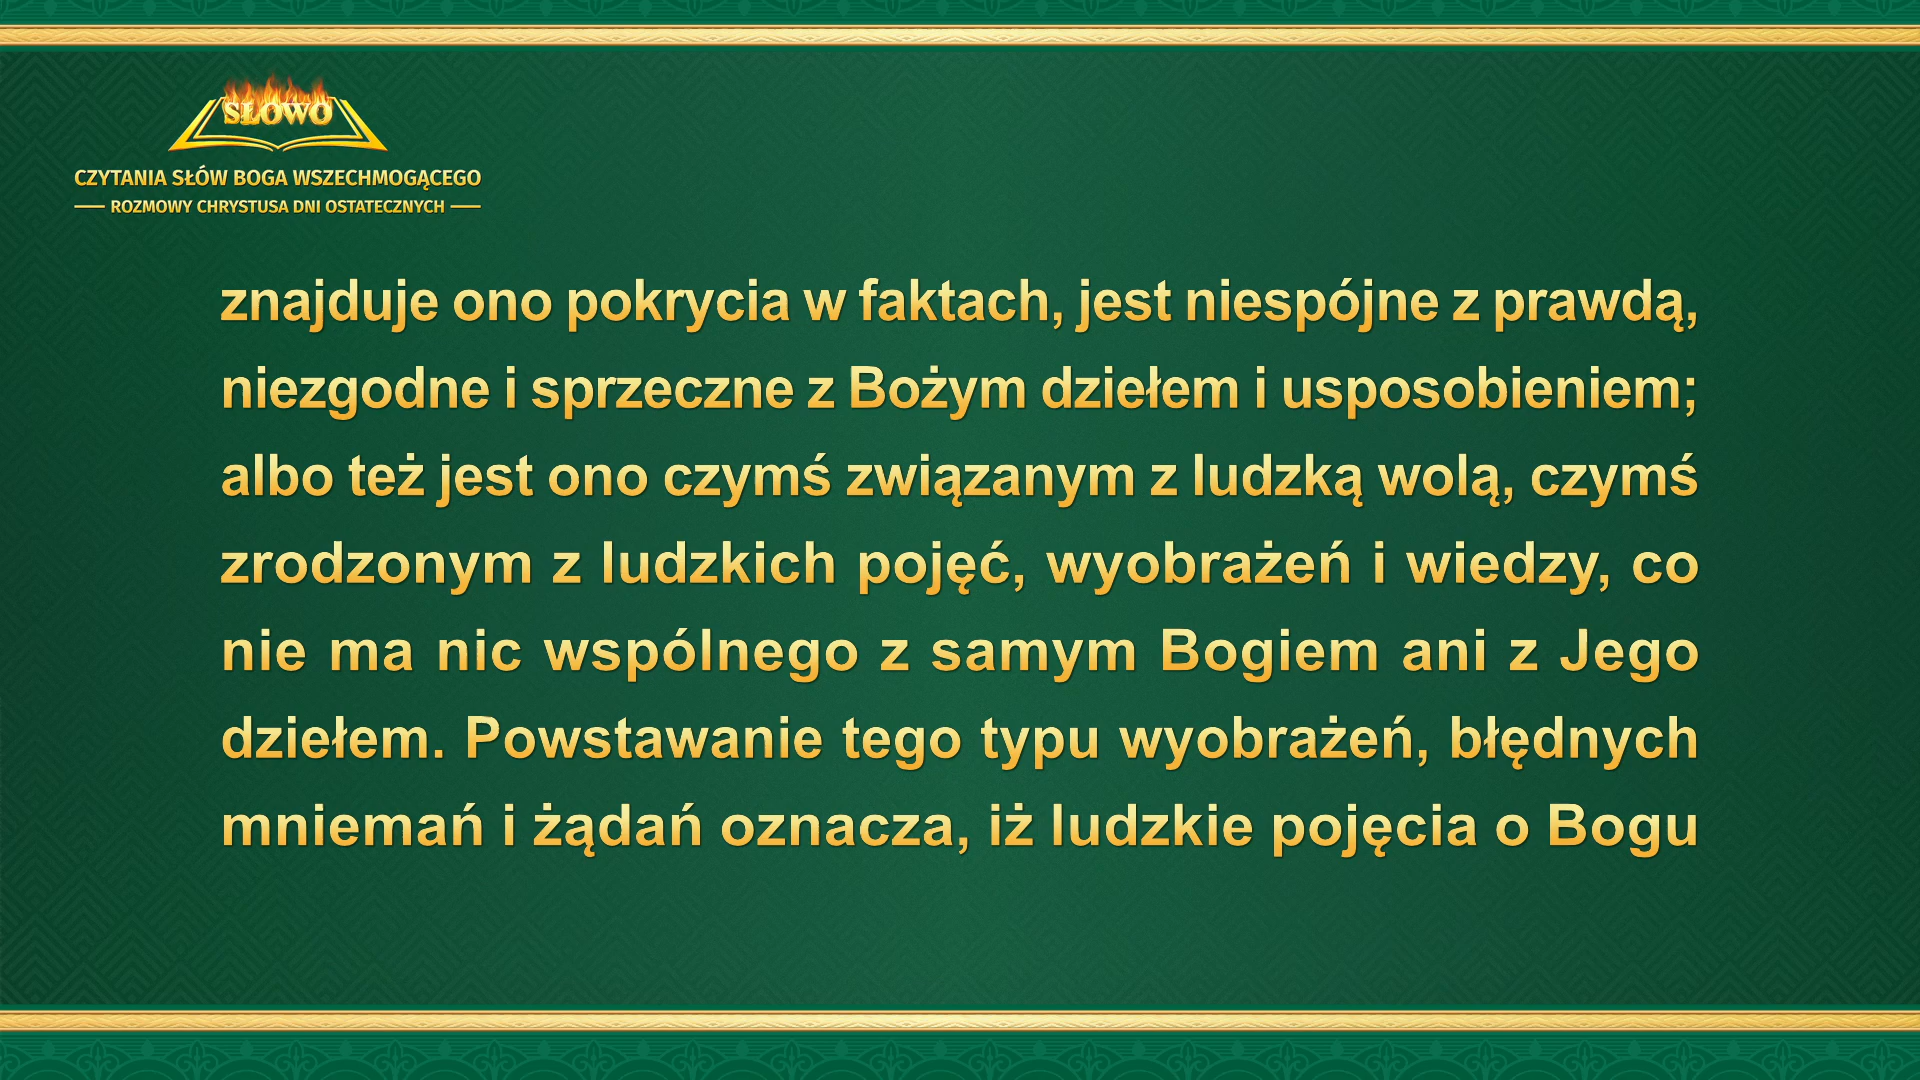 SŁOWO
CZYTANIA SŁÓW BOGA WSZECHMOGĄCEGO
ROZMOWY CHRYSTUSA DNI OSTATECZNYCH
znajduje ono pokrycia w faktach, jest niespójne z prawdą,
niezgodne i sprzeczne z Bożym dziełem i usposobieniem;
albo też jest ono czymś związanym z ludzką wolą, czymś
zrodzonym z ludzkich pojęć, wyobrażeń i wiedzy, co
nie ma nic wspólnego z samym Bogiem ani z Jego
dziełem. Powstawanie tego typu wyobrażeń, błędnych
mniemań i żądań oznacza, iż ludzkie pojęcia o Bogu